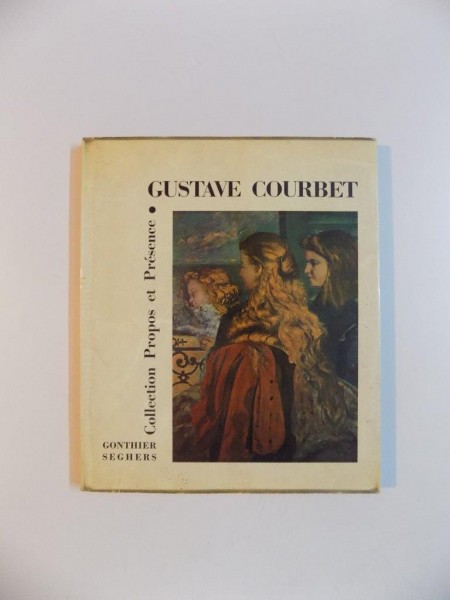 GUSTAVE COURBET
Collection Propos et Présence •
GONTHIER
SEGHERS